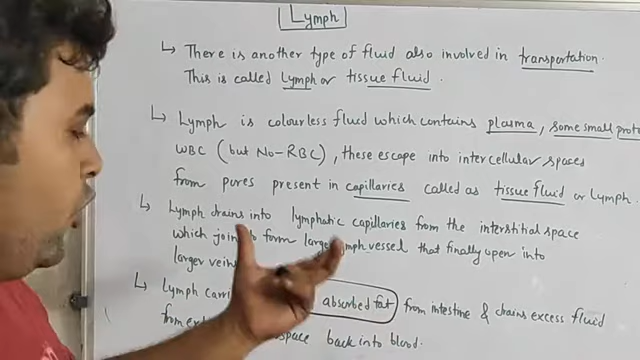 Lymph
↳ There is another type of fluid also involved in transportation.
This is called Lymph or tissue fluid.
↳ Lymph is colourless fluid which contains plasma, some small
WBC (but No-RBC), these escape into intercellular spaces
from pores present in capillaries called as tissue fluid or Lymph.
↳ Lymph drains into lymphatic capillaries from the interstitial space
which join to form large vessel that finally open into
larger
↳ Lymph absorbed fat from intestine & drains excess fluid
from space back into blood.